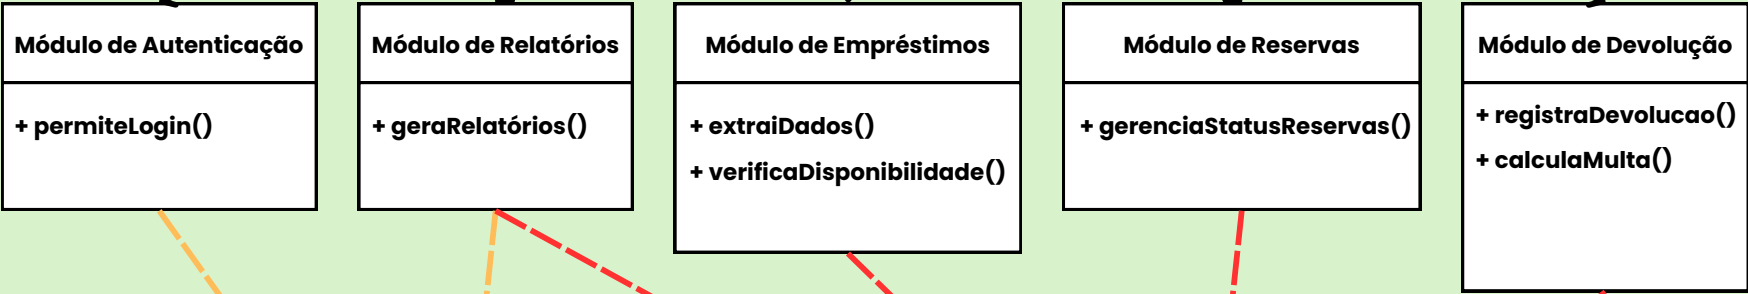 Módulo de Autenticação
+ permiteLogin()
Módulo de Relatórios
+ geraRelatórios()
Módulo de Empréstimos
+ extraiDados()
+ verificaDisponibilidade()
Módulo de Reservas
+ gerenciaStatusReservas()
Módulo de Devolução
+ registraDevolucao()
+ calculaMulta()